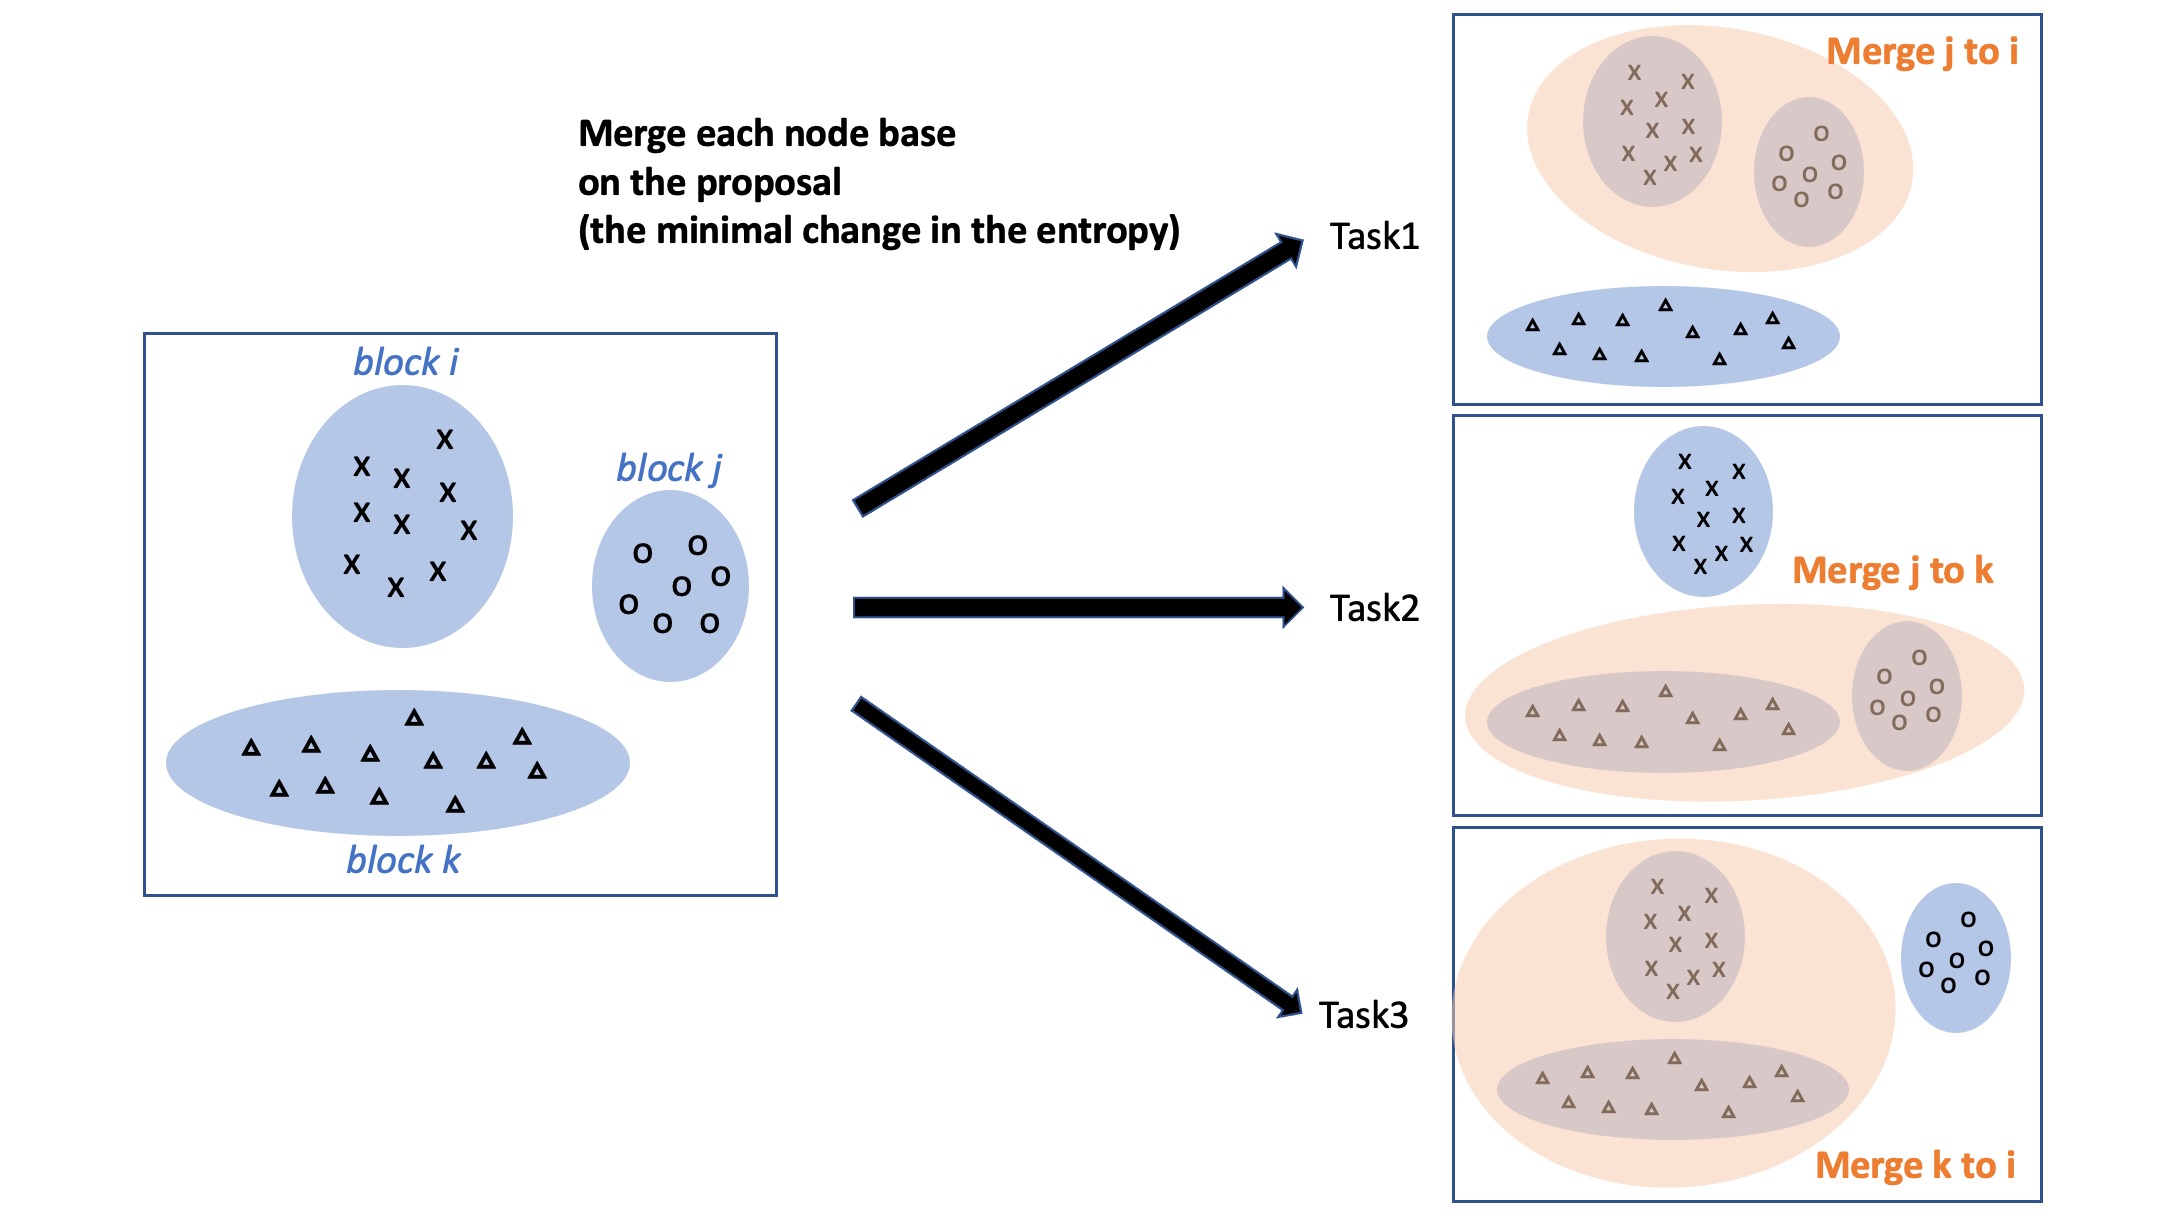 Merge each node base
on the proposal
(the minimal change in the entropy)
block i
block j
block k
Task1
Task2
Task3
Merge j to i
Merge j to k
Merge k to i